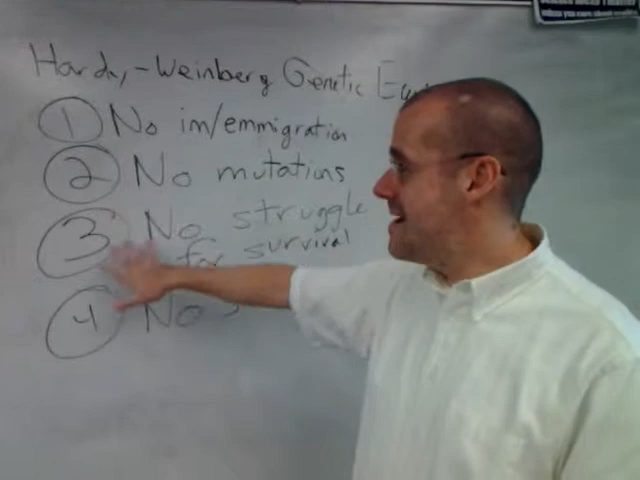 Hardy-Weinberg Genetic
1 No im/emmigration
2 No mutations
3 No struggle
for survival
4 No